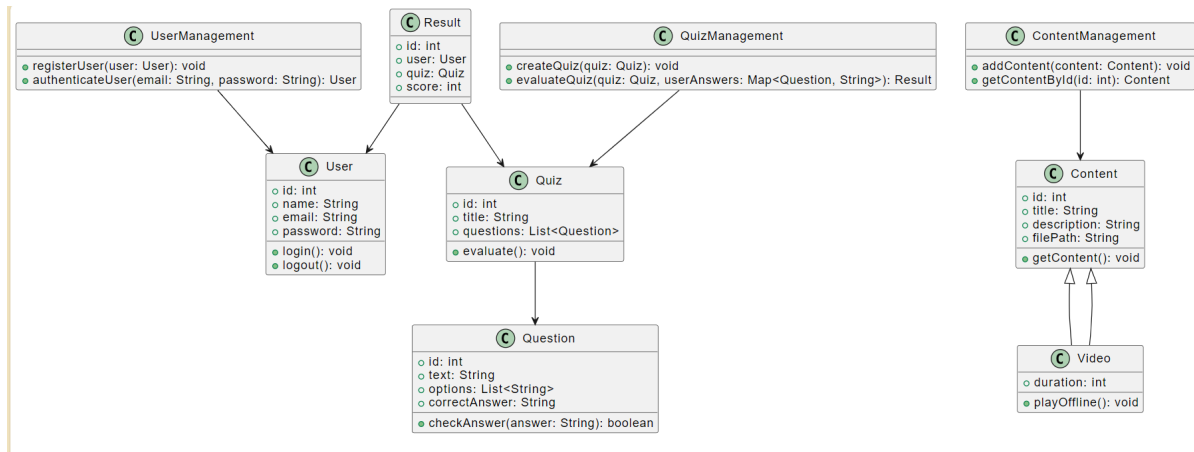 C UserManagement
registerUser(user: User): void
authenticateUser(email: String, password: String): User
C Result
id: int
user: User
quiz: Quiz
score: int
C QuizManagement
createQuiz(quiz: Quiz): void
evaluateQuiz(quiz: Quiz, userAnswers: Map<Question, String>): Result
C ContentManagement
addContent(content: Content): void
getContentById(id: int): Content
C User
id: int
name: String
email: String
password: String
login(): void
logout(): void
C Quiz
id: int
title: String
questions: List<Question>
evaluate(): void
C Content
id: int
title: String
description: String
filePath: String
getContent(): void
C Question
id: int
text: String
options: List<String>
correctAnswer: String
checkAnswer(answer: String): boolean
C Video
duration: int
playOffline(): void